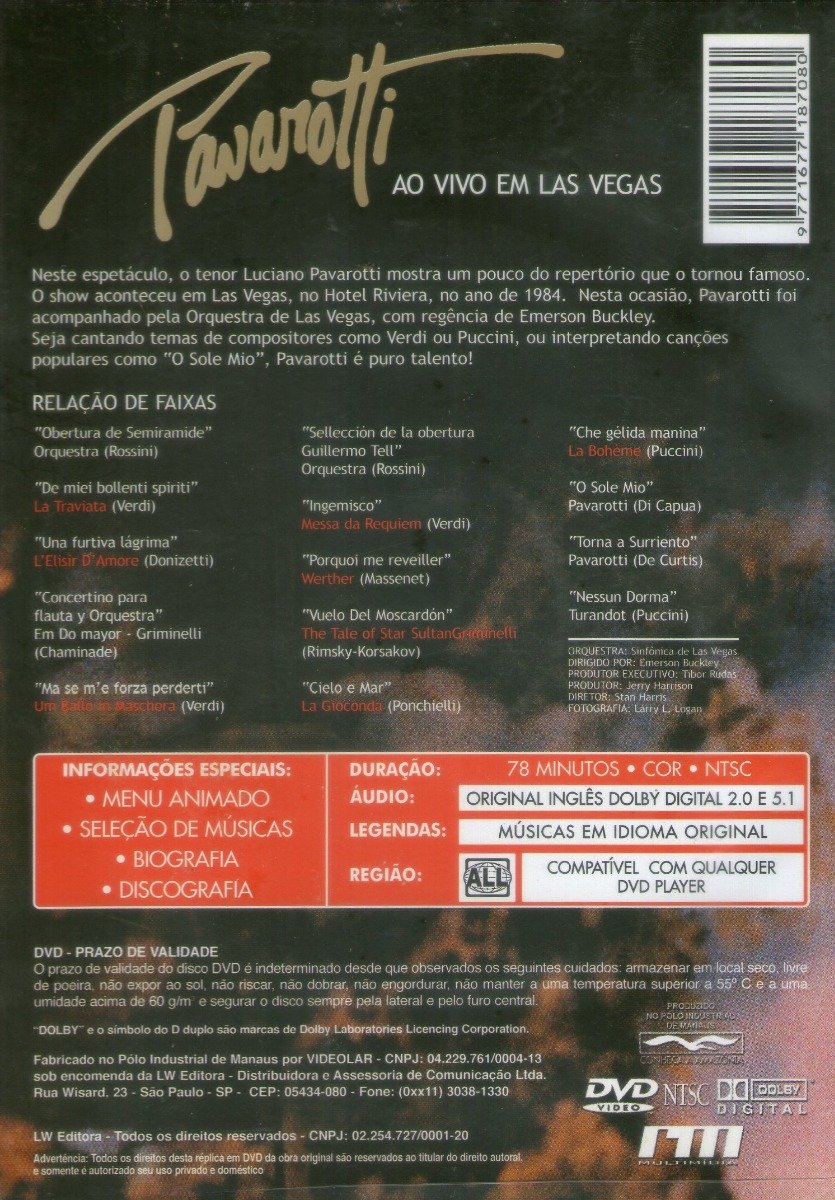 Pavarotti
AO VIVO EM LAS VEGAS
9 771677 187080
Neste espetáculo, o tenor Luciano Pavarotti mostra um pouco do repertório que o tornou famoso.
O show aconteceu em Las Vegas, no Hotel Riviera, no ano de 1984. Nesta ocasião, Pavarotti foi
acompanhado pela Orquestra de Las Vegas, com regência de Emerson Buckley.
Seja cantando temas de compositores como Verdi ou Puccini, ou interpretando canções
populares como “O Sole Mio”, Pavarotti é puro talento!
RELAÇÃO DE FAIXAS
“Obertura de Semiramide”
Orquestra (Rossini)
“De miei bollenti spiriti”
La Traviata (Verdi)
“Una furtiva lágrima”
L'Elisir D'Amore (Donizetti)
“Concertino para
flauta y Orquestra”
Em Do mayor - Griminelli
(Chaminade)
“Ma se m'e forza perderti”
Um Ballo in Maschera (Verdi)
“Sellección de la obertura
Guillermo Tell”
Orquestra (Rossini)
“Ingemisco”
Messa da Requiem (Verdi)
“Porquoi me reveiller”
Werther (Massenet)
“Vuelo Del Moscardón”
The Tale of Star SultanGriminelli
(Rimsky-Korsakov)
“Cielo e Mar”
La Gioconda (Ponchielli)
“Che gélida manina”
La Bohème (Puccini)
“O Sole Mio”
Pavarotti (Di Capua)
“Torna a Surriento”
Pavarotti (De Curtis)
“Nessun Dorma”
Turandot (Puccini)
ORQUESTRA: Sinfônica de Las Vegas
DIRIGIDO POR: Emerson Buckley
PRODUTOR EXECUTIVO: Tibor Rudas
PRODUTOR: Jerry Harrison
DIRETOR: Stan Harris
FOTOGRAFIA: Larry L. Logan
INFORMAÇÕES ESPECIAIS:
• MENU ANIMADO
• SELEÇÃO DE MÚSICAS
• BIOGRAFIA
• DISCOGRAFÍA
DURAÇÃO: 78 MINUTOS • COR • NTSC
ÁUDIO: ORIGINAL INGLÊS DOLBY DIGITAL 2.0 E 5.1
LEGENDAS: MÚSICAS EM IDIOMA ORIGINAL
REGIÃO: ALL COMPATÍVEL COM QUALQUER
DVD PLAYER
DVD - PRAZO DE VALIDADE
O prazo de validade do disco DVD é indeterminado desde que observados os seguintes cuidados: armazenar em local seco, livre
de poeira, não expor ao sol, não riscar, não dobrar, não engordurar, não manter a uma temperatura superior a 55º C e a uma
umidade acima de 60 g/m³ e segurar o disco sempre pela lateral e pelo furo central.
“DOLBY” e o símbolo do D duplo são marcas de Dolby Laboratories Licencing Corporation.
Fabricado no Pólo Industrial de Manaus por VIDEOLAR - CNPJ: 04.229.761/0004-13
sob encomenda da LW Editora - Distribuidora e Assessoria de Comunicação Ltda.
Rua Wisard, 23 - São Paulo - SP - CEP: 05434-080 - Fone: (0xx11) 3038-1330
LW Editora - Todos os direitos reservados - CNPJ: 02.254.727/0001-20
Advertência: Todos os direitos desta réplica em DVD da obra original são reservados ao titular do direito autoral,
e somente é autorizado seu uso privado e doméstico
PRODUZIDO
NO PÓLO INDUSTRIAL
DE MANAUS
CONHEÇA A AMAZÔNIA
DVD
VIDEO
NTSC
DOLBY
DIGITAL
MULTIMÍDIA